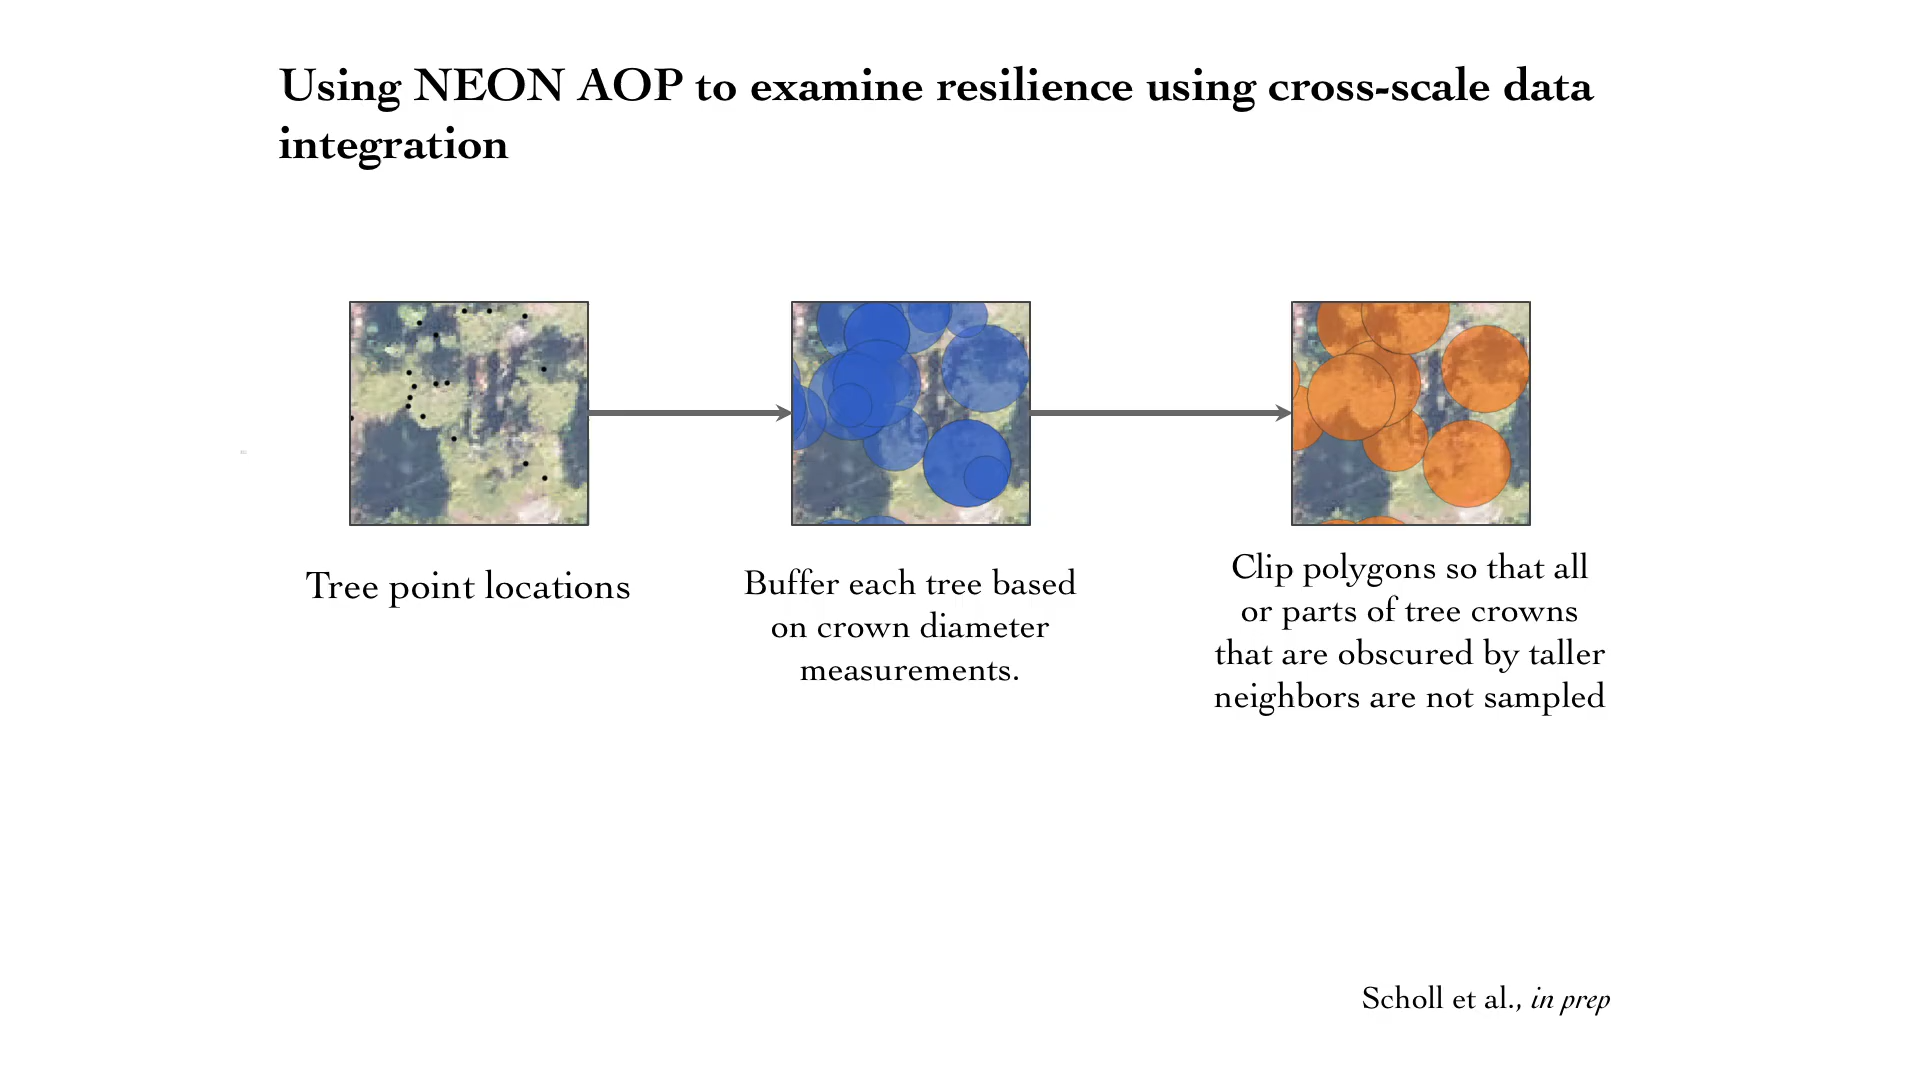 Using NEON AOP to examine resilience using cross-scale data
integration
Tree point locations
Buffer each tree based
on crown diameter
measurements.
Clip polygons so that all
or parts of tree crowns
that are obscured by taller
neighbors are not sampled
Scholl et al., in prep